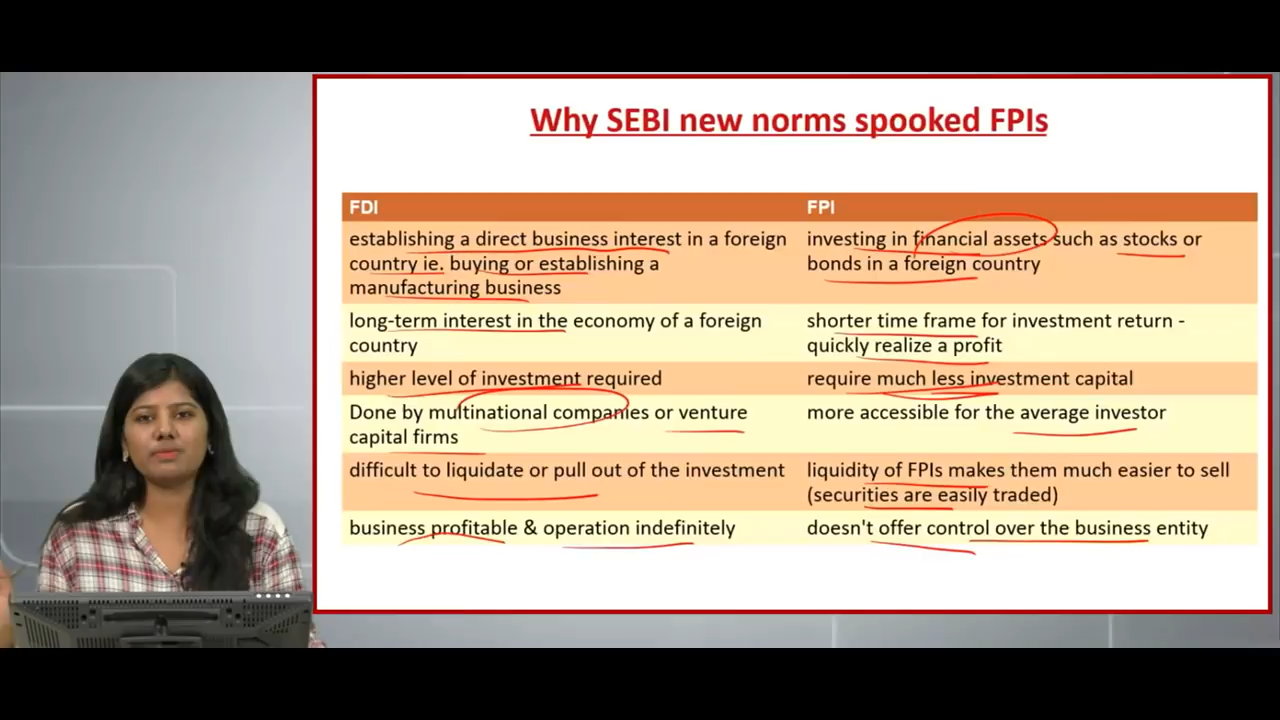 Why SEBI new norms spooked FPIs
FDI
FPI
establishing a direct business interest in a foreign
country ie. buying or establishing a
manufacturing business
investing in financial assets such as stocks or
bonds in a foreign country
long-term interest in the economy of a foreign
country
shorter time frame for investment return -
quickly realize a profit
higher level of investment required
require much less investment capital
Done by multinational companies or venture
capital firms
more accessible for the average investor
difficult to liquidate or pull out of the investment
liquidity of FPIs makes them much easier to sell
(securities are easily traded)
business profitable & operation indefinitely
doesn't offer control over the business entity